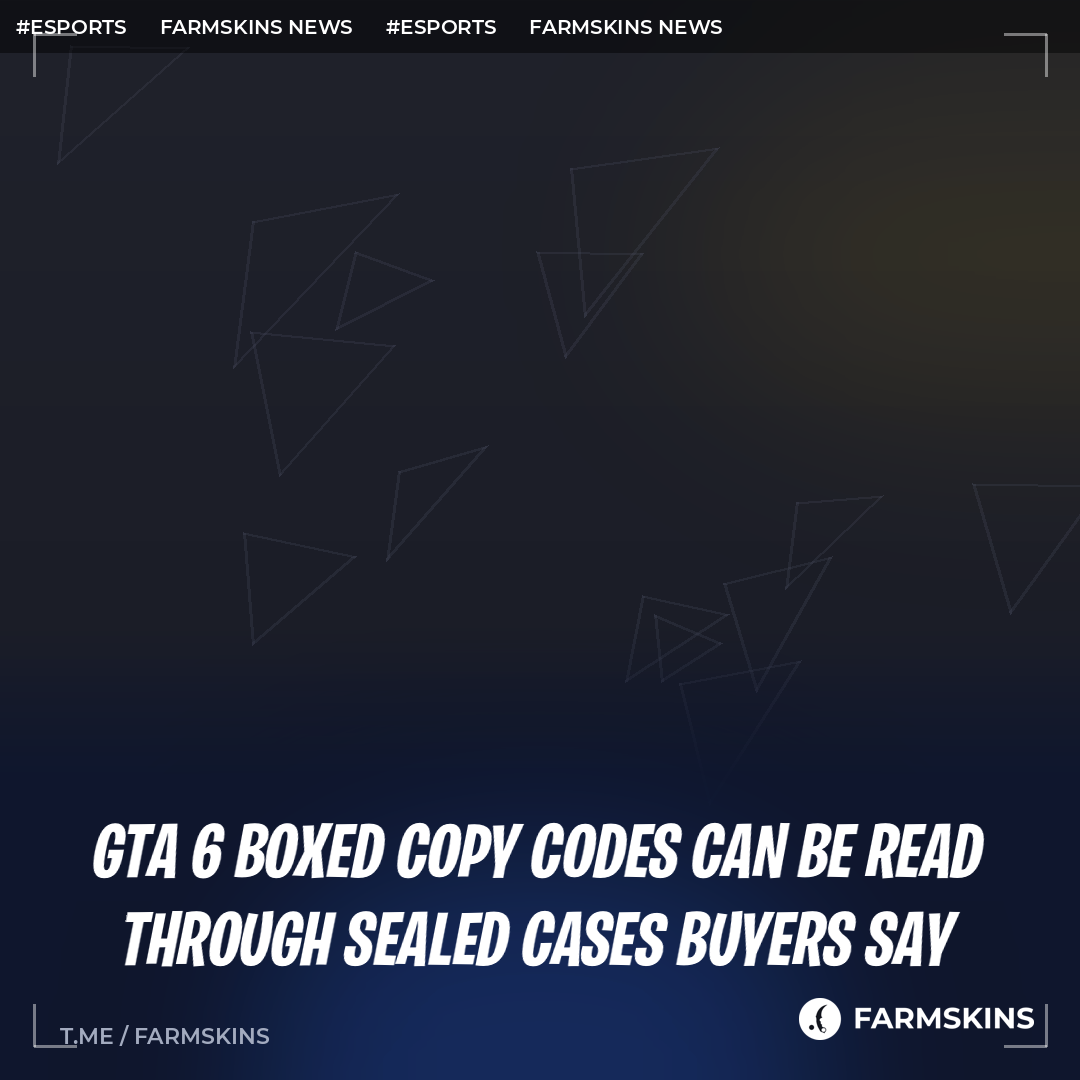 #ESPORTS FARMSKINS NEWS #ESPORTS FARMSKINS NEWS
GTA 6 BOXED COPY CODES CAN BE READ
THROUGH SEALED CASES BUYERS SAY
T.ME / FARMSKINS
FARMSKINS